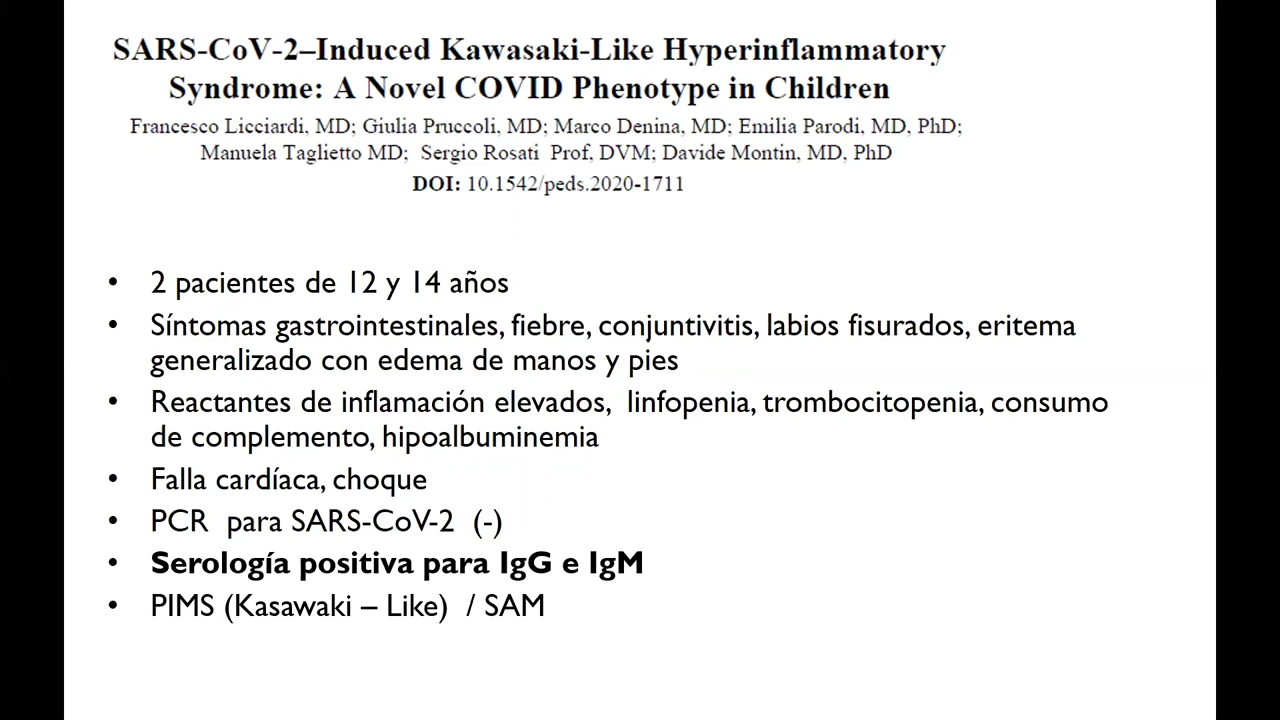 SARS-CoV-2–Induced Kawasaki-Like Hyperinflammatory
Syndrome: A Novel COVID Phenotype in Children
Francesco Licciardi, MD; Giulia Pruccoli, MD; Marco Denina, MD; Emilia Parodi, MD, PhD;
Manuela Taglietto MD; Sergio Rosati Prof, DVM; Davide Montin, MD, PhD
DOI: 10.1542/peds.2020-1711
• 2 pacientes de 12 y 14 años
• Síntomas gastrointestinales, fiebre, conjuntivitis, labios fisurados, eritema
generalizado con edema de manos y pies
• Reactantes de inflamación elevados, linfopenia, trombocitopenia, consumo
de complemento, hipoalbuminemia
• Falla cardíaca, choque
• PCR para SARS-CoV-2 (-)
• Serología positiva para IgG e IgM
• PIMS (Kasawaki – Like) / SAM